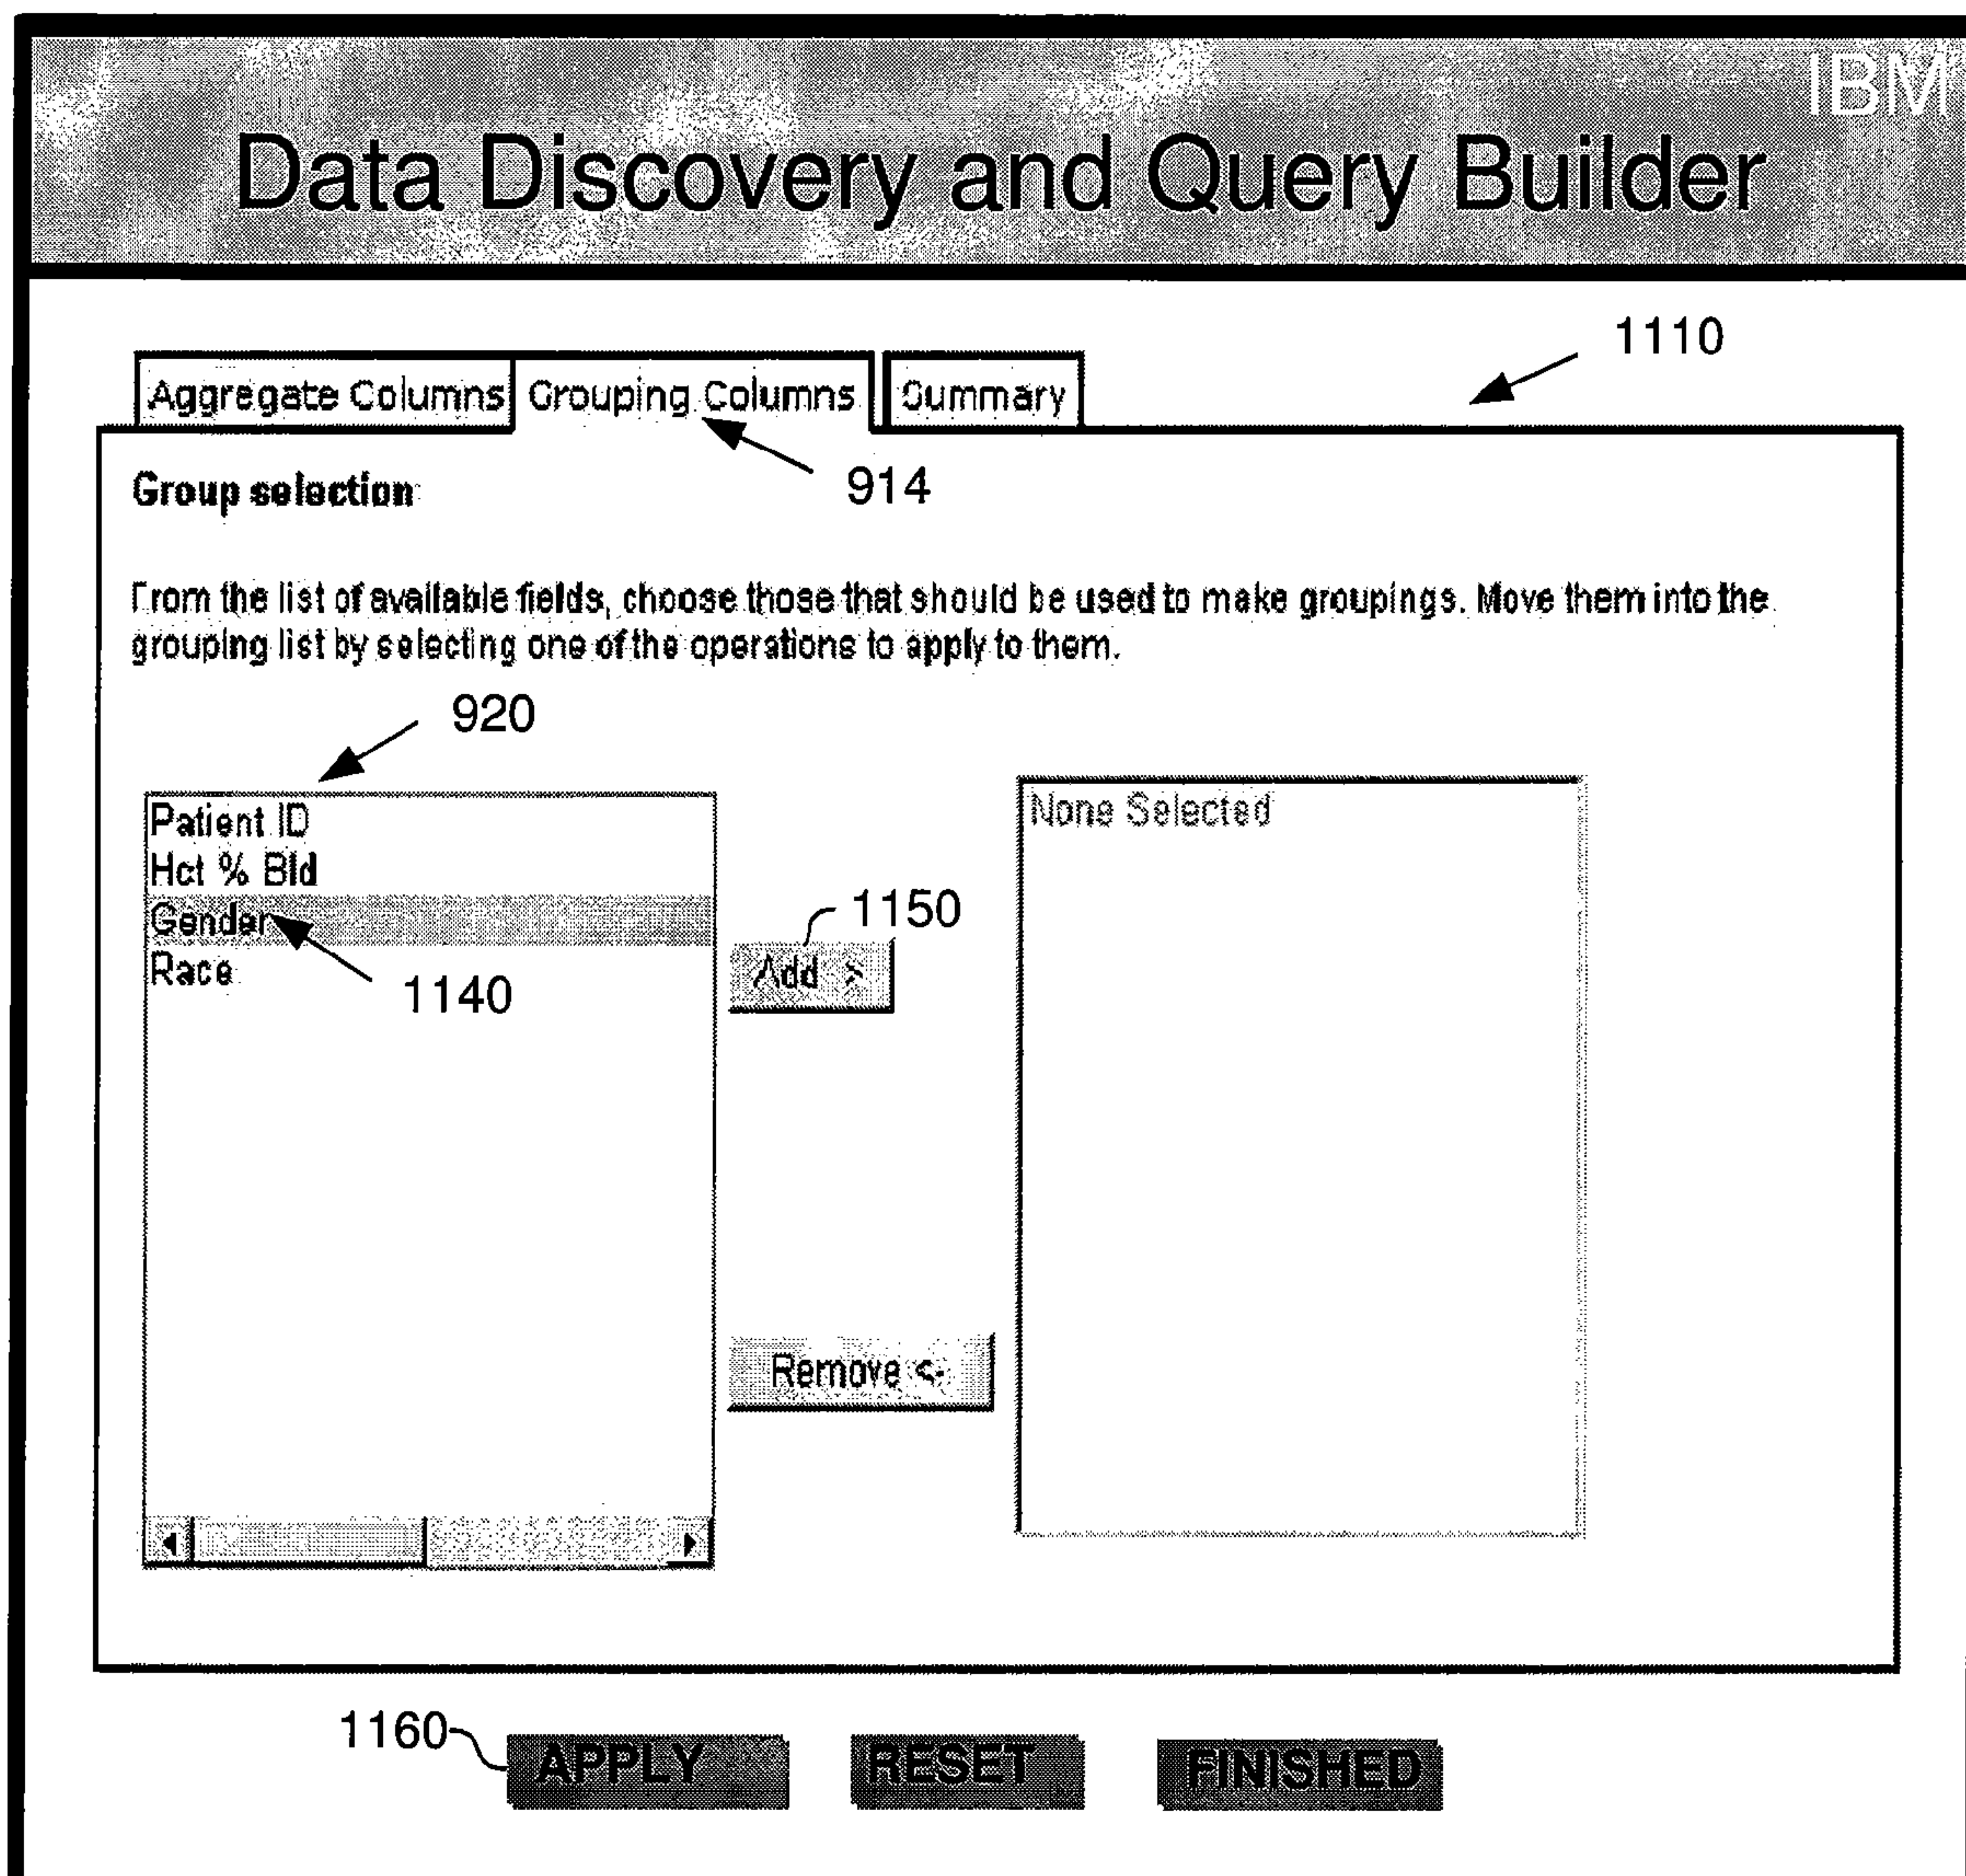 IBM
Data Discovery and Query Builder
1110
Aggregate Columns Grouping Columns Summary
914
Group selection
From the list of available fields, choose those that should be used to make groupings. Move them into the
grouping list by selecting one of the operations to apply to them.
920
Patient ID
Hct % Bld
Gender
Race
1140
1150
Add >
Remove <-
None Selected
1160
APPLY RESET FINISHED